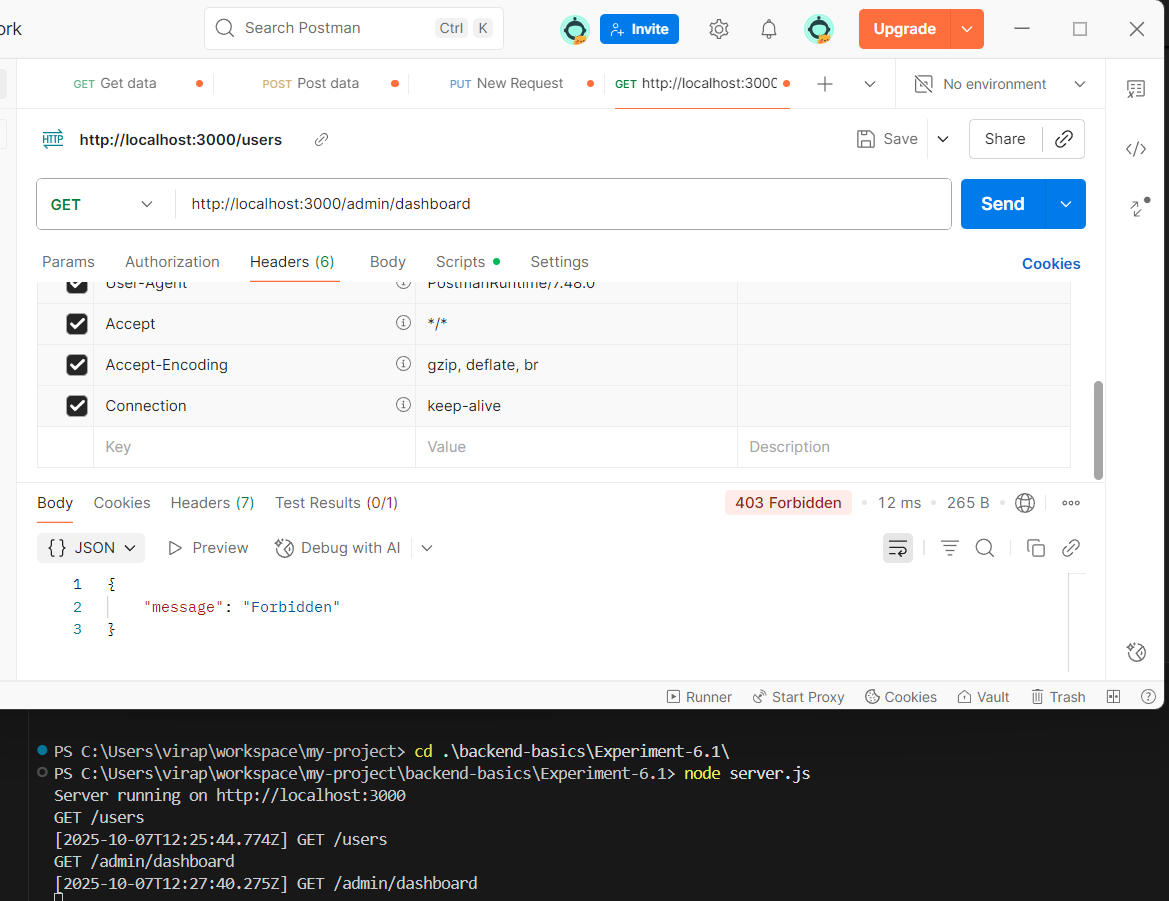 ork
Search Postman Ctrl K Invite Upgrade
GET Get data POST Post data PUT New Request GET http://localhost:3000 No environment
HTTP http://localhost:3000/users Save Share
GET http://localhost:3000/admin/dashboard Send
Params Authorization Headers (6) Body Scripts Settings Cookies
User-Agent PostmanRuntime/7.48.0
Accept */*
Accept-Encoding gzip, deflate, br
Connection keep-alive
Key Value Description
Body Cookies Headers (7) Test Results (0/1) 403 Forbidden 12 ms 265 B
{} JSON Preview Debug with AI
1 {
2 "message": "Forbidden"
3 }
Runner Start Proxy Cookies Vault Trash
PS C:\Users\virap\workspace\my-project> cd .\backend-basics\Experiment-6.1\
PS C:\Users\virap\workspace\my-project\backend-basics\Experiment-6.1> node server.js
Server running on http://localhost:3000
GET /users
[2025-10-07T12:25:44.774Z] GET /users
GET /admin/dashboard
[2025-10-07T12:27:40.275Z] GET /admin/dashboard